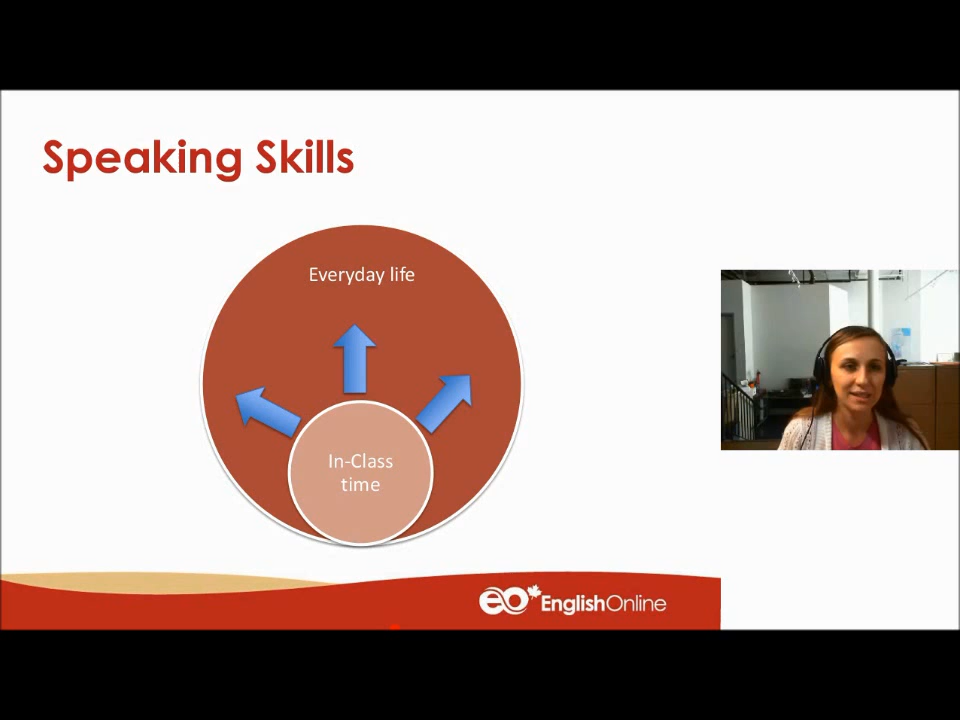 Speaking Skills
Everyday life
In-Class
time
eo EnglishOnline